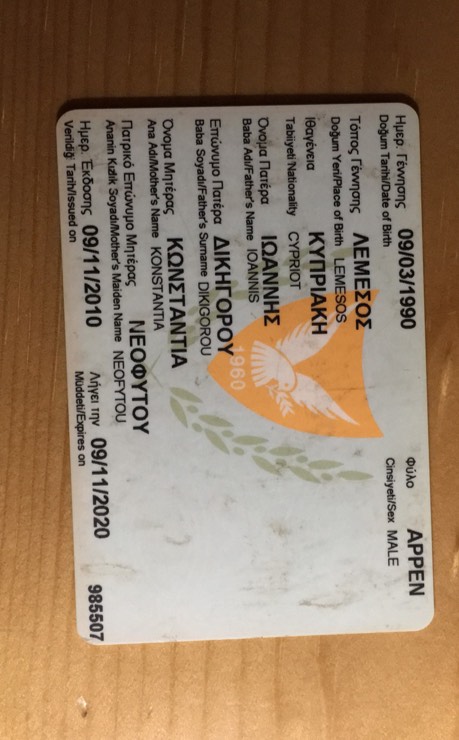 Ημερ. Γέννησης 09/03/1990 Φύλο ΑΡΡΕΝ
Doğum Tarihi/Date of Birth Cinsiyeti/Sex MALE
Τόπος Γέννησης ΛΕΜΕΣΟΣ
Doğum Yeri/Place of Birth LEMESOS
Ιθαγένεια ΚΥΠΡΙΑΚΗ
Tabiiyeti/Nationality CYPRIOT
Όνομα Πατέρα ΙΩΑΝΝΗΣ
Baba Adı/Father's Name IOANNIS
Επώνυμο Πατέρα ΔΙΚΗΓΟΡΟΥ
Baba Soyadı/Father's Surname DIKIGOROU
Όνομα Μητέρας ΚΩΝΣΤΑΝΤΙΑ
Ana Adı/Mother's Name KONSTANTIA
Πατρικό Επώνυμο Μητέρας ΝΕΟΦΥΤΟΥ
Ananın Kızlık Soyadı/Mother's Maiden Name NEOFYTOU
Ημερ. Έκδοσης 09/11/2010 Λήγει την 09/11/2020 985507
Verildiği Tarih/Issued on Müddeti/Expires on
1960